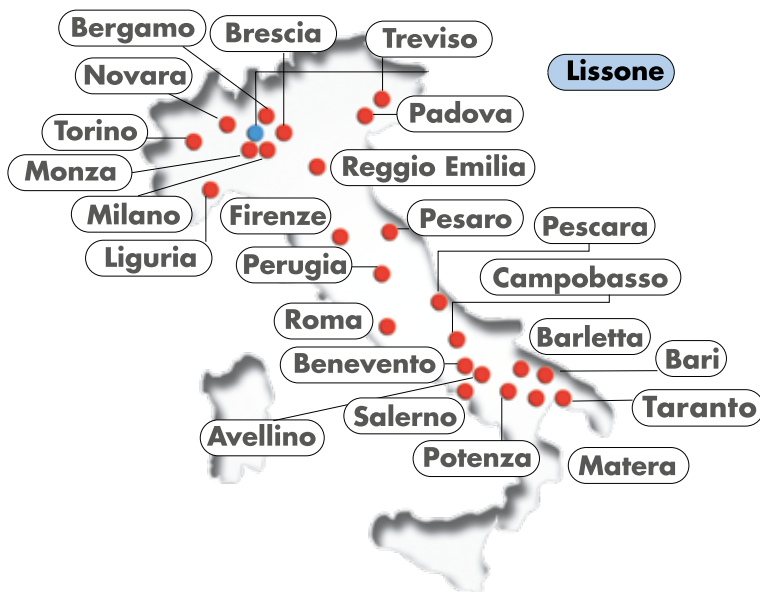 Bergamo
Brescia
Treviso
Lissone
Novara
Padova
Torino
Monza
Reggio Emilia
Milano
Firenze
Pesaro
Pescara
Liguria
Perugia
Campobasso
Roma
Barletta
Benevento
Bari
Salerno
Taranto
Avellino
Potenza
Matera